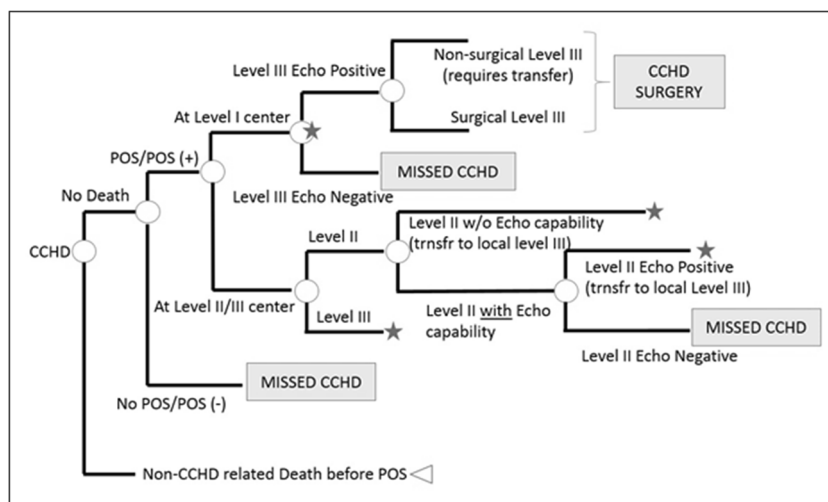 Level III Echo Positive
Non-surgical Level III
(requires transfer)
CCHD
SURGERY
At Level I center
Surgical Level III
POS/POS (+)
MISSED CCHD
No Death
Level III Echo Negative
Level II
Level II w/o Echo capability
(trnsfr to local level III)
CCHD
Level II Echo Positive
(trnsfr to local Level III)
At Level II/III center
Level III
Level II with Echo
capability
MISSED CCHD
Level II Echo Negative
MISSED CCHD
No POS/POS (-)
Non-CCHD related Death before POS